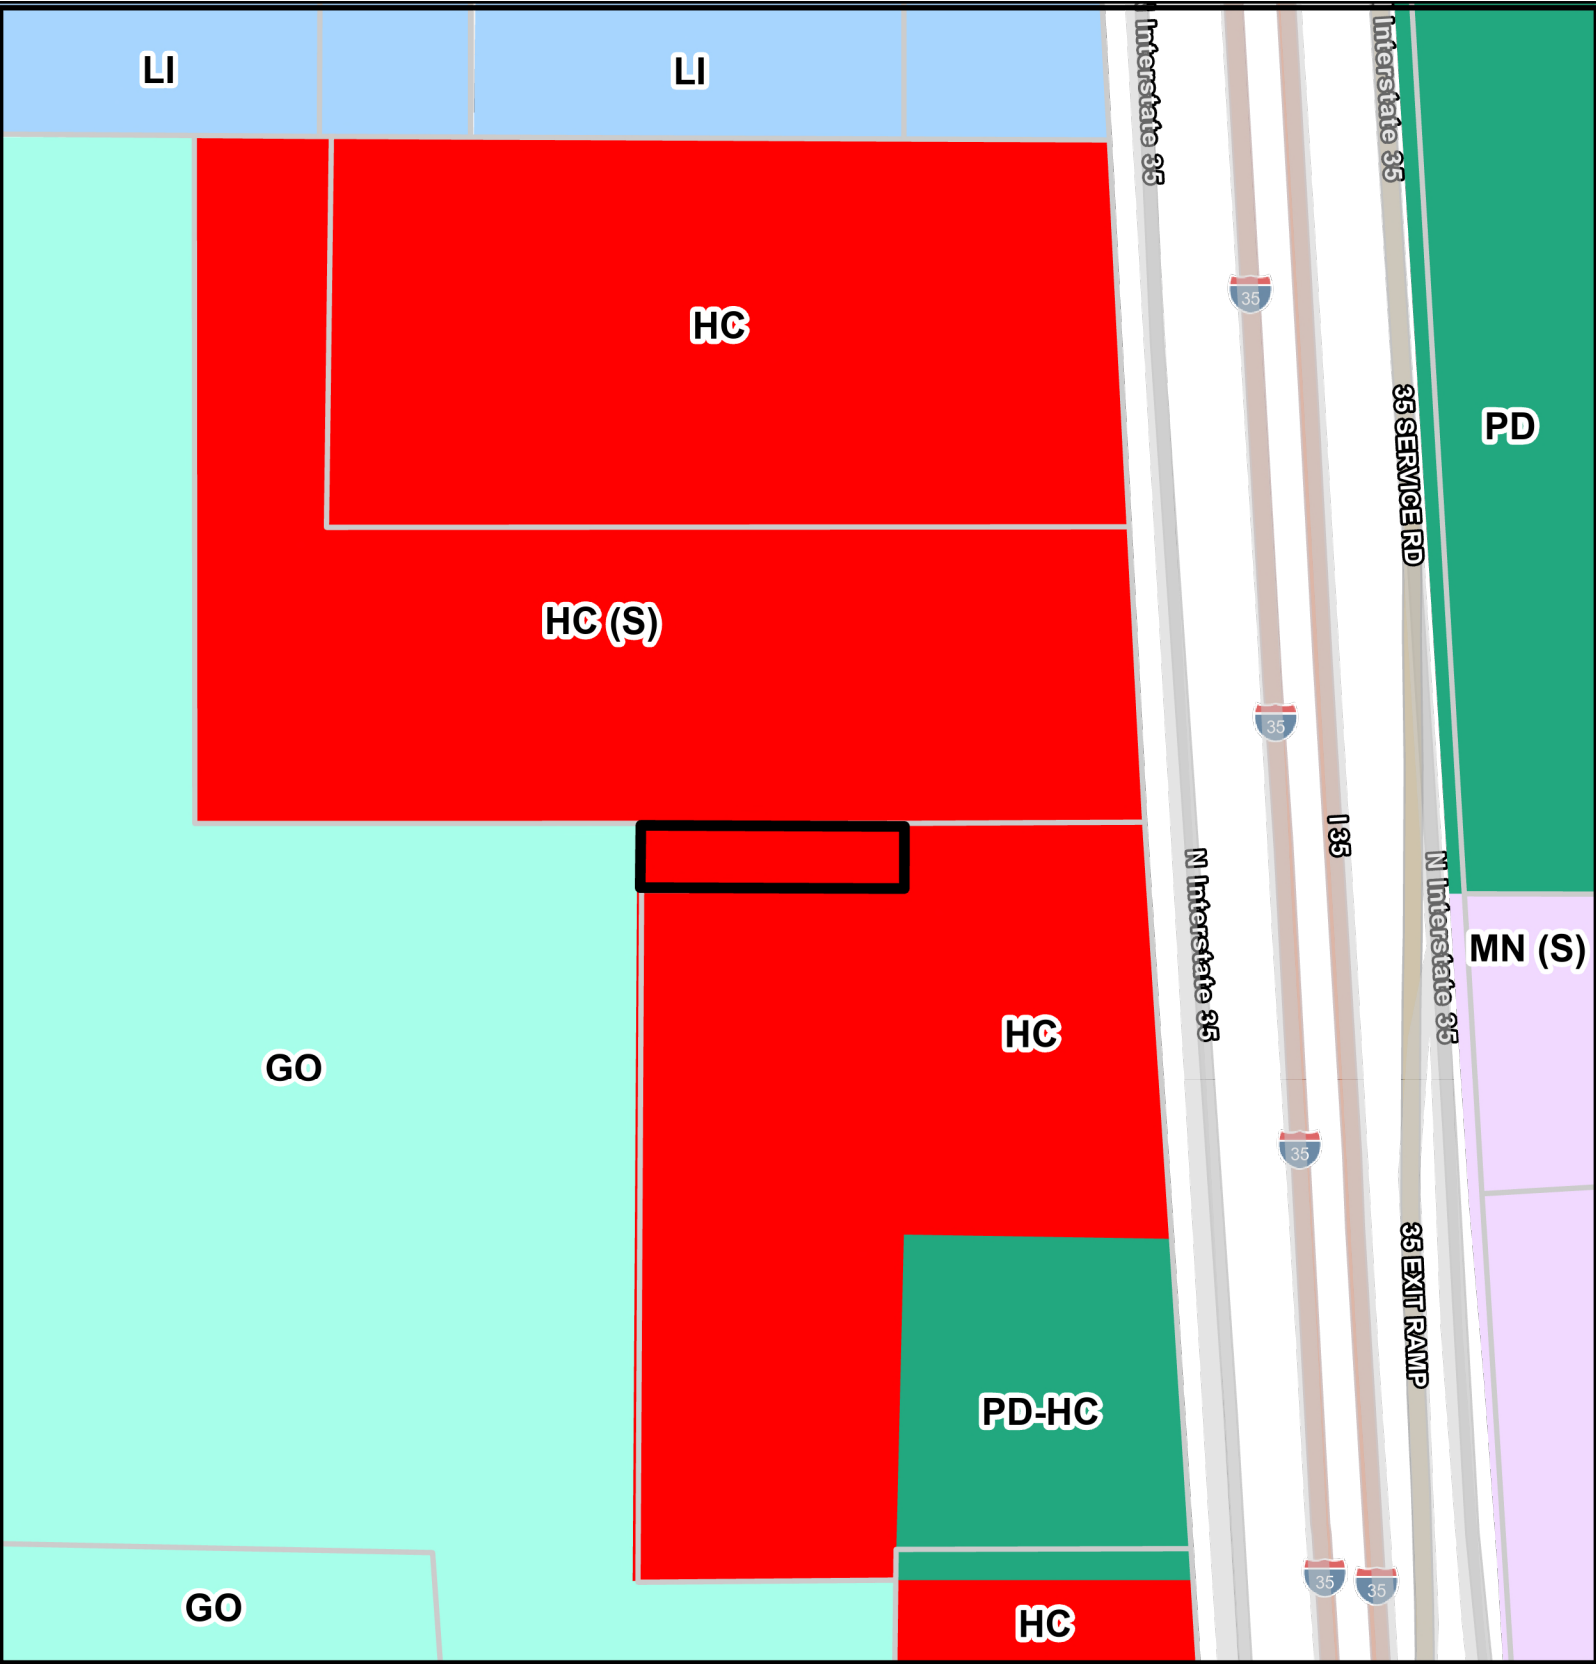 LI
LI
Interstate 35
Interstate 35
35
HC
35 SERVICE RD
PD
HC (S)
35
I 35
N Interstate 35
N Interstate 35
MN (S)
HC
GO
35
35 EXIT RAMP
PD-HC
35
35
GO
HC